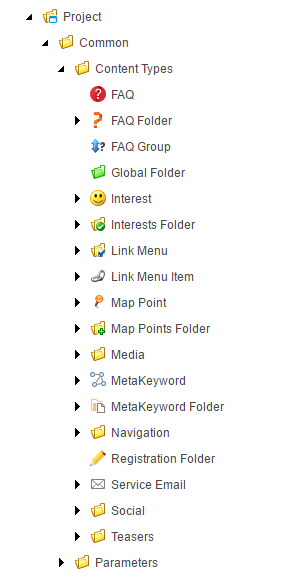 Project
Common
Content Types
FAQ
FAQ Folder
FAQ Group
Global Folder
Interest
Interests Folder
Link Menu
Link Menu Item
Map Point
Map Points Folder
Media
MetaKeyword
MetaKeyword Folder
Navigation
Registration Folder
Service Email
Social
Teasers
Parameters